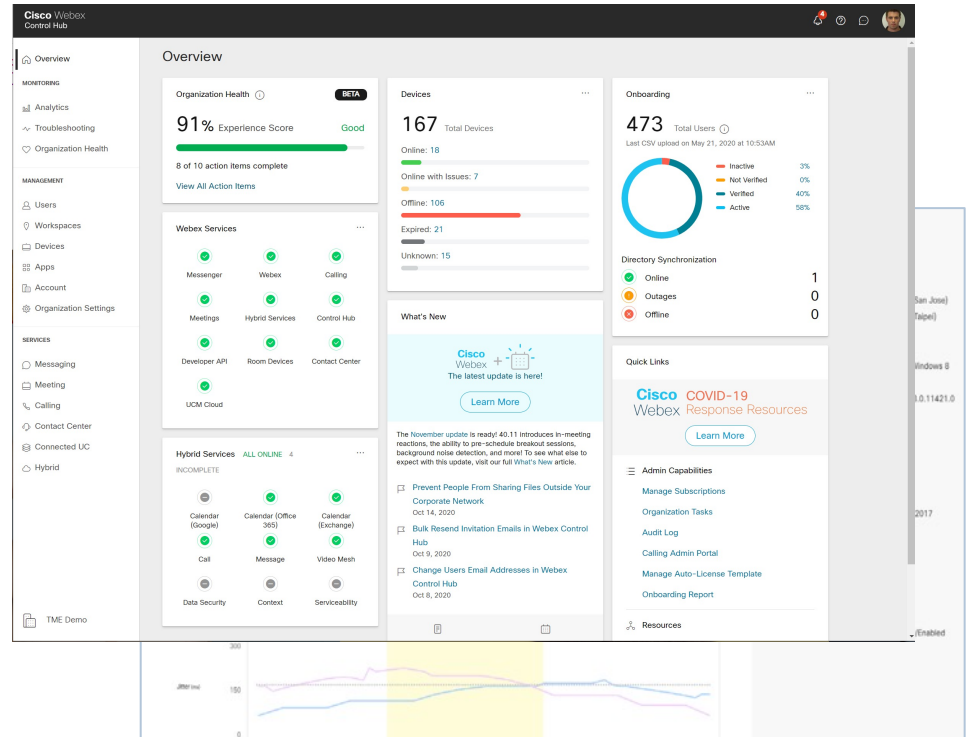 Cisco Webex
Control Hub
4
Overview
MONITORING
Analytics
Troubleshooting
Organization Health
MANAGEMENT
Users
Workspaces
Devices
Apps
Account
Organization Settings
SERVICES
Messaging
Meeting
Calling
Contact Center
Connected UC
Hybrid
TME Demo
Overview
Organization Health
BETA
91% Experience Score Good
8 of 10 action items complete
View All Action Items
Webex Services
Messenger Webex Calling
Meetings Hybrid Services Control Hub
Developer API Room Devices Contact Center
UCM Cloud
Hybrid Services ALL ONLINE 4
INCOMPLETE
Calendar (Google)
Calendar (Office 365)
Calendar (Exchange)
Call Message Video Mesh
Data Security Context Serviceability
Devices
167 Total Devices
Online: 18
Online with Issues: 7
Offline: 106
Expired: 21
Unknown: 15
What's New
Cisco
Webex +
The latest update is here!
Learn More
The November update is ready! 40.11 introduces in-meeting
reactions, the ability to pre-schedule breakout sessions,
background noise detection, and more! To see what else to
expect with this update, visit our full What's New article.
Prevent People From Sharing Files Outside Your
Corporate Network
Oct 14, 2020
Bulk Resend Invitation Emails in Webex Control
Hub
Oct 9, 2020
Change Users Email Addresses in Webex
Control Hub
Oct 8, 2020
Onboarding
473 Total Users
Last CSV upload on May 21, 2020 at 10:53AM
Inactive 3%
Not Verified 0%
Verified 40%
Active 58%
Directory Synchronization
Online 1
Outages 0
Offline 0
Quick Links
Cisco COVID-19
Webex Response Resources
Learn More
Admin Capabilities
Manage Subscriptions
Organization Tasks
Audit Log
Calling Admin Portal
Manage Auto-License Template
Onboarding Report
Resources
San Jose)
Taipei)
Windows 8
.0.11421.0
2017
/Enabled
300
Jitter (ms)
150
0